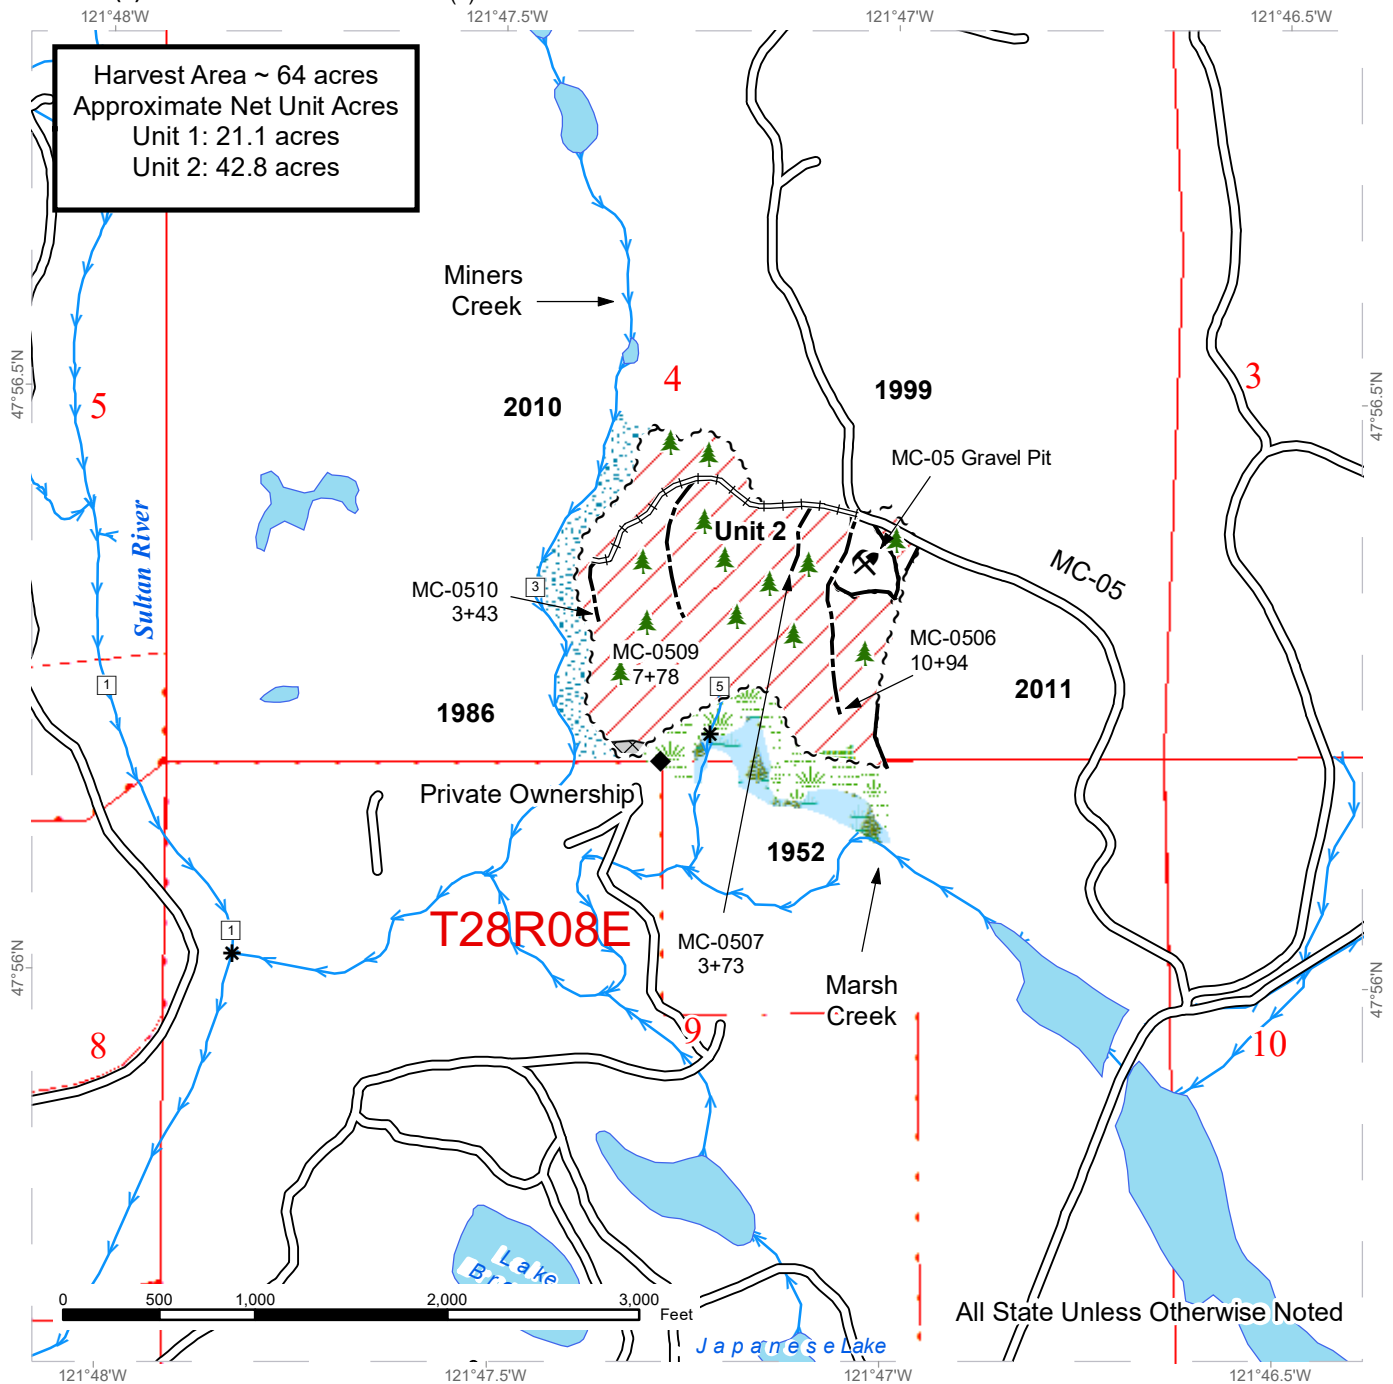 121°48'W
121°47.5'W
121°47'W
121°46.5'W
Harvest Area ~ 64 acres
Approximate Net Unit Acres
Unit 1: 21.1 acres
Unit 2: 42.8 acres
Miners
Creek
47°56.5'N
47°56.5'N
5
4
3
2010
1999
MC-05 Gravel Pit
Sultan River
Unit 2
MC-05
MC-0510
3+43
3
MC-0506
10+94
MC-0509
7+78
1
5
2011
1986
Private Ownership
1952
T28R08E
1
MC-0507
3+73
Marsh
Creek
47°56'N
47°56'N
8
9
10
Lake
0
500
1,000
2,000
3,000
Feet
All State Unless Otherwise Noted
Japanese Lake
121°48'W
121°47.5'W
121°47'W
121°46.5'W